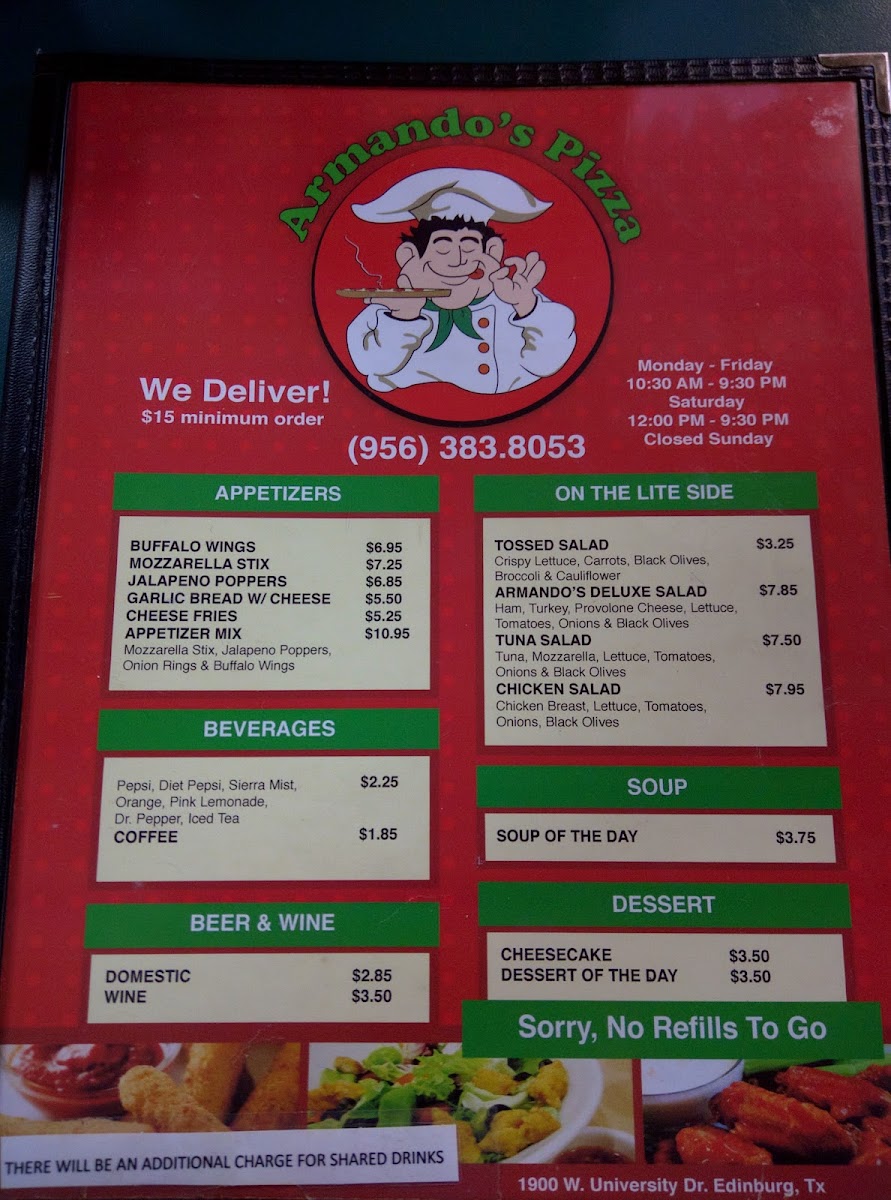 Armando's Pizza
We Deliver!
$15 minimum order
Monday - Friday
10:30 AM - 9:30 PM
Saturday
12:00 PM - 9:30 PM
Closed Sunday
(956) 383.8053
APPETIZERS
BUFFALO WINGS $6.95
MOZZARELLA STIX $7.25
JALAPENO POPPERS $6.85
GARLIC BREAD W/ CHEESE $5.50
CHEESE FRIES $5.25
APPETIZER MIX $10.95
Mozzarella Stix, Jalapeno Poppers,
Onion Rings & Buffalo Wings
BEVERAGES
Pepsi, Diet Pepsi, Sierra Mist, $2.25
Orange, Pink Lemonade,
Dr. Pepper, Iced Tea
COFFEE $1.85
BEER & WINE
DOMESTIC $2.85
WINE $3.50
ON THE LITE SIDE
TOSSED SALAD $3.25
Crispy Lettuce, Carrots, Black Olives,
Broccoli & Cauliflower
ARMANDO'S DELUXE SALAD $7.85
Ham, Turkey, Provolone Cheese, Lettuce,
Tomatoes, Onions & Black Olives
TUNA SALAD $7.50
Tuna, Mozzarella, Lettuce, Tomatoes,
Onions & Black Olives
CHICKEN SALAD $7.95
Chicken Breast, Lettuce, Tomatoes,
Onions, Black Olives
SOUP
SOUP OF THE DAY $3.75
DESSERT
CHEESECAKE $3.50
DESSERT OF THE DAY $3.50
Sorry, No Refills To Go
THERE WILL BE AN ADDITIONAL CHARGE FOR SHARED DRINKS
1900 W. University Dr. Edinburg, Tx